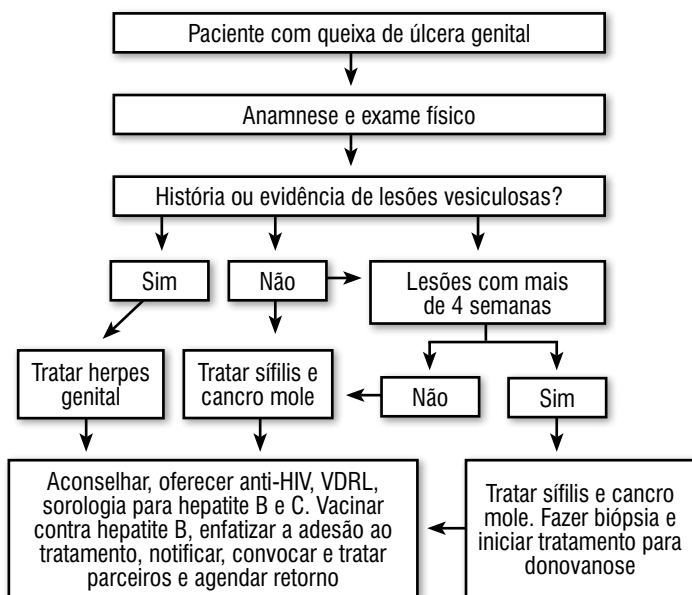 Paciente com queixa de úlcera genital
Anamnese e exame físico
História ou evidência de lesões vesiculosas?
Sim
Não
Lesões com mais
de 4 semanas
Tratar herpes
genital
Tratar sífilis e
cancro mole
Não
Sim
Aconselhar, oferecer anti-HIV, VDRL,
sorologia para hepatite B e C. Vacinar
contra hepatite B, enfatizar a adesão ao
tratamento, notificar, convocar e tratar
parceiros e agendar retorno
Tratar sífilis e cancro
mole. Fazer biópsia e
iniciar tratamento para
donovanose